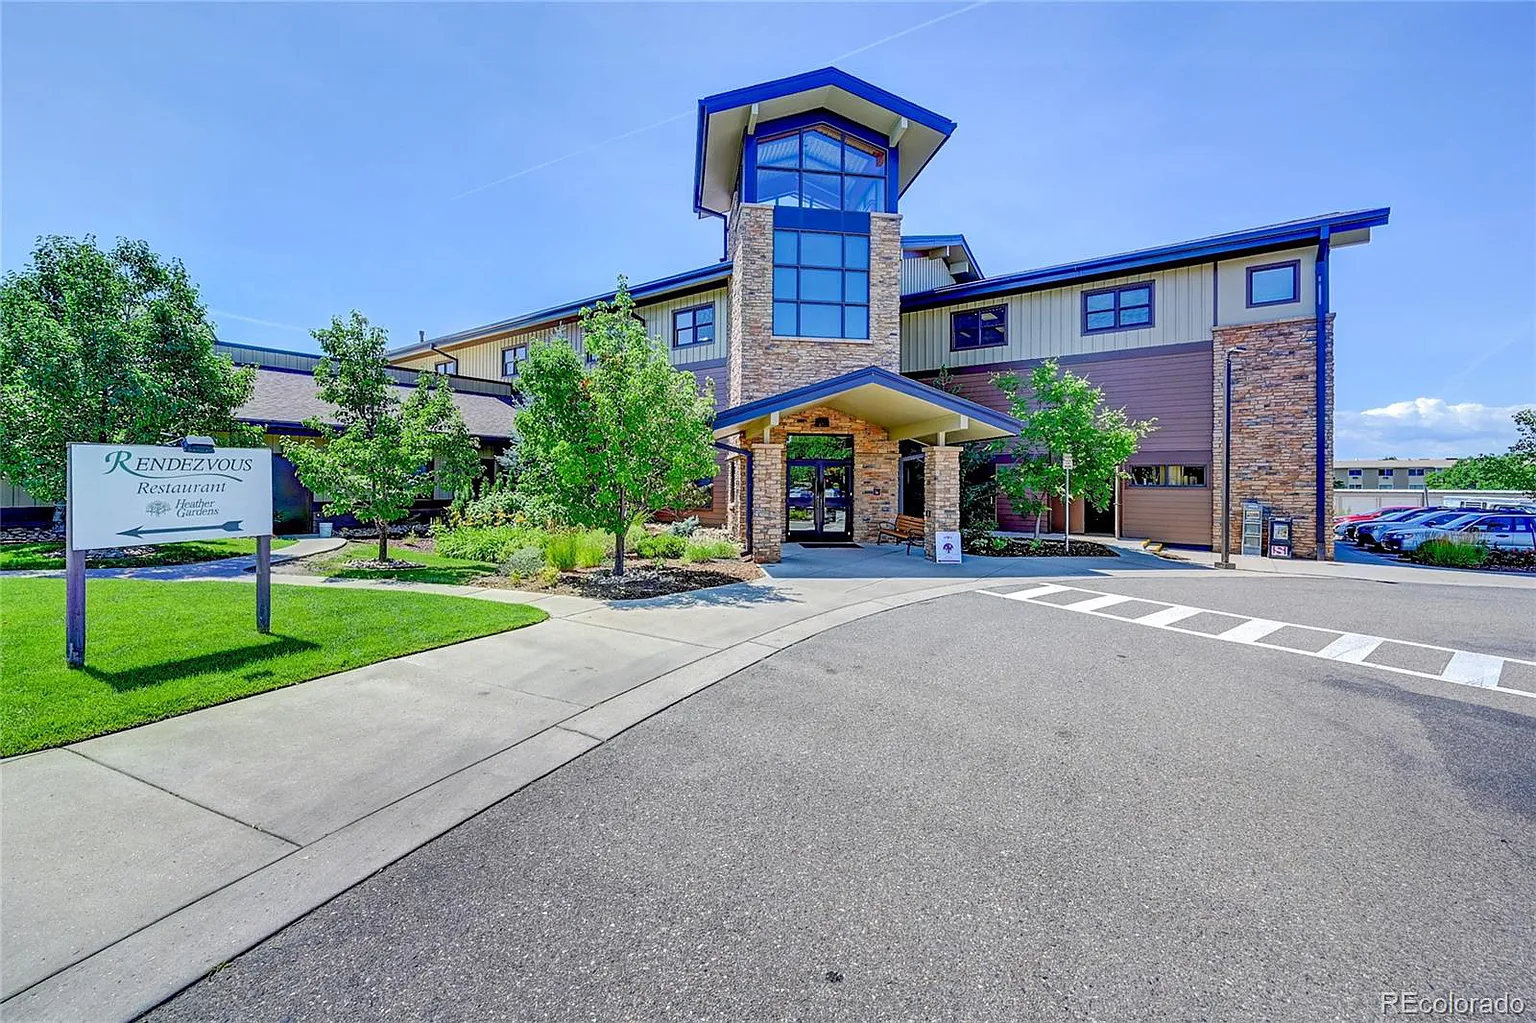 RENDEZVOUS
Restaurant
Heather
Gardens
REcolorado